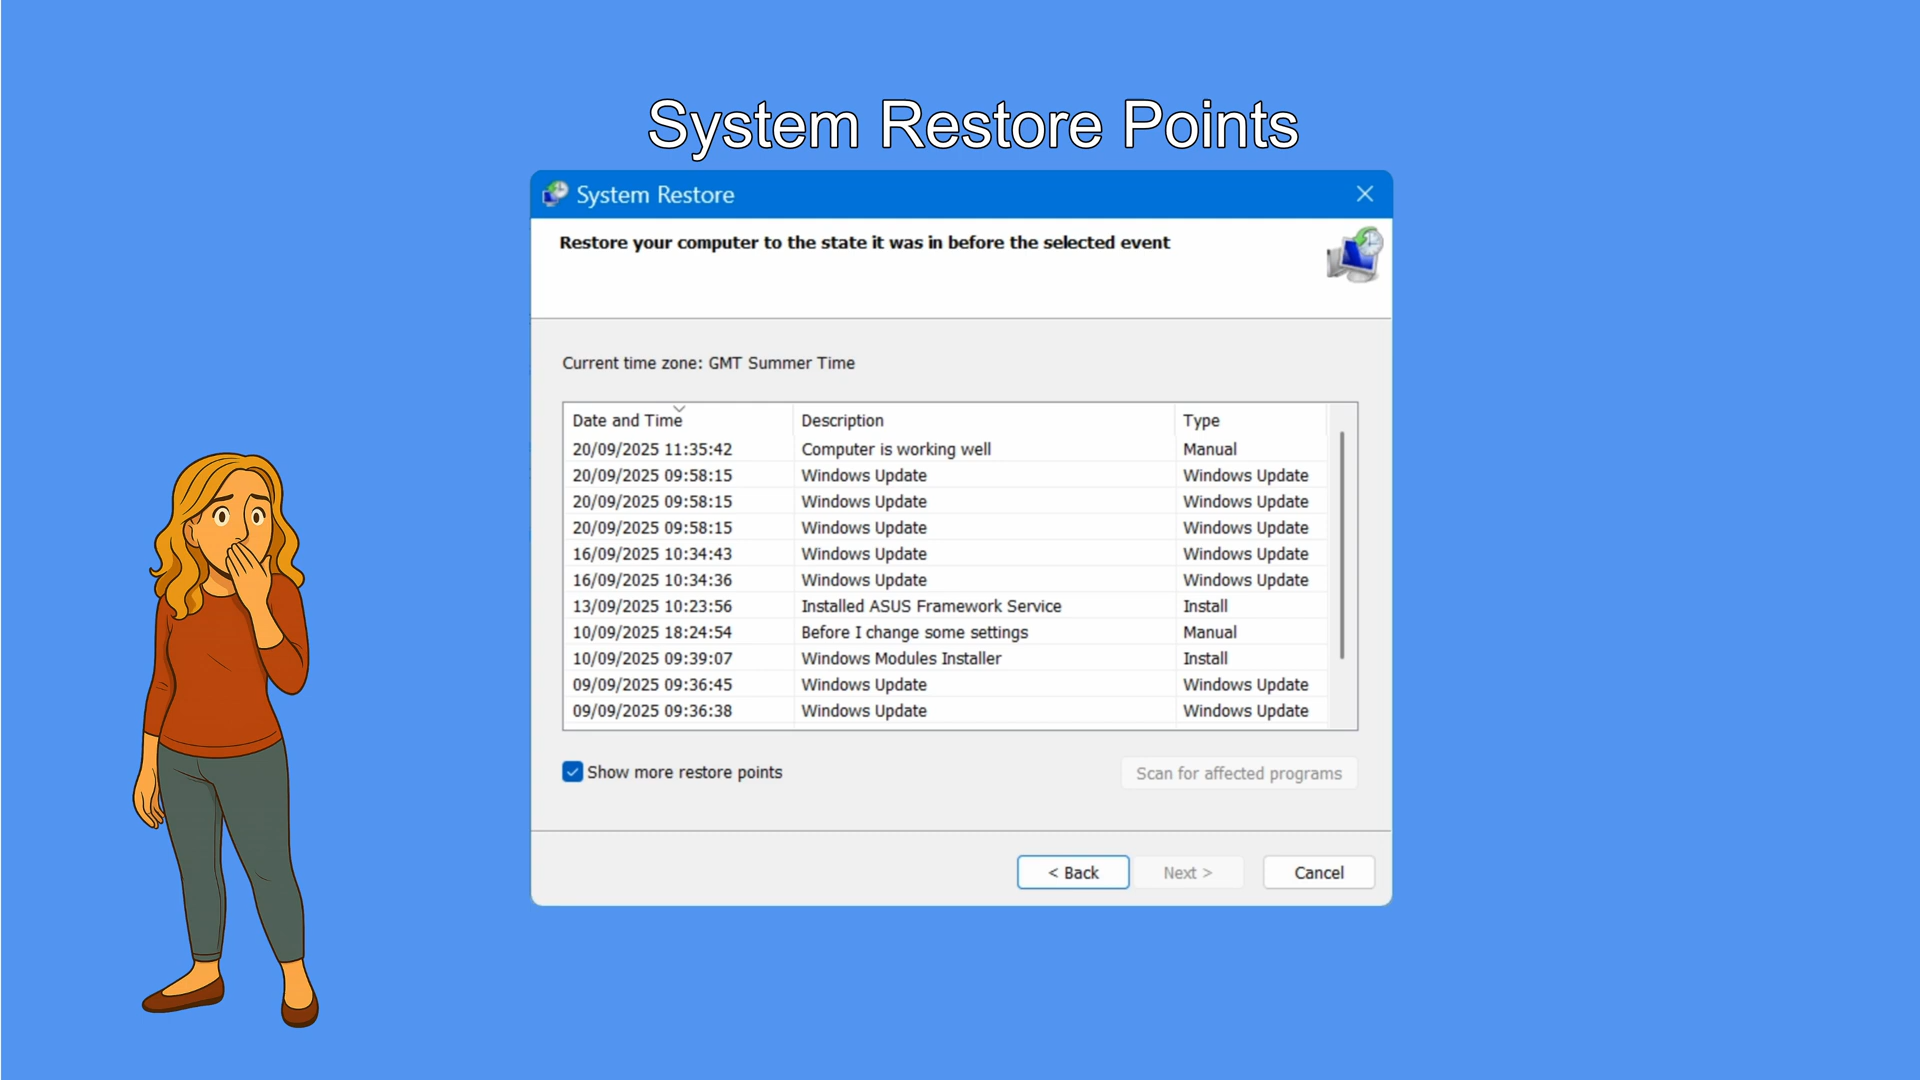 System Restore Points
System Restore
Restore your computer to the state it was in before the selected event
Current time zone: GMT Summer Time
Date and Time Description Type
20/09/2025 11:35:42 Computer is working well Manual
20/09/2025 09:58:15 Windows Update Windows Update
20/09/2025 09:58:15 Windows Update Windows Update
20/09/2025 09:58:15 Windows Update Windows Update
16/09/2025 10:34:43 Windows Update Windows Update
16/09/2025 10:34:36 Windows Update Windows Update
13/09/2025 10:23:56 Installed ASUS Framework Service Install
10/09/2025 18:24:54 Before I change some settings Manual
10/09/2025 09:39:07 Windows Modules Installer Install
09/09/2025 09:36:45 Windows Update Windows Update
09/09/2025 09:36:38 Windows Update Windows Update
Show more restore points Scan for affected programs
< Back Next > Cancel